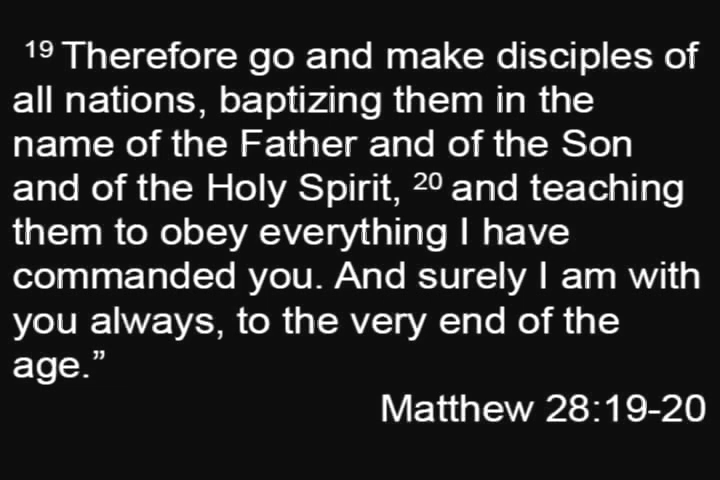 19 Therefore go and make disciples of
all nations, baptizing them in the
name of the Father and of the Son
and of the Holy Spirit, 20 and teaching
them to obey everything I have
commanded you. And surely I am with
you always, to the very end of the
age.”
Matthew 28:19-20